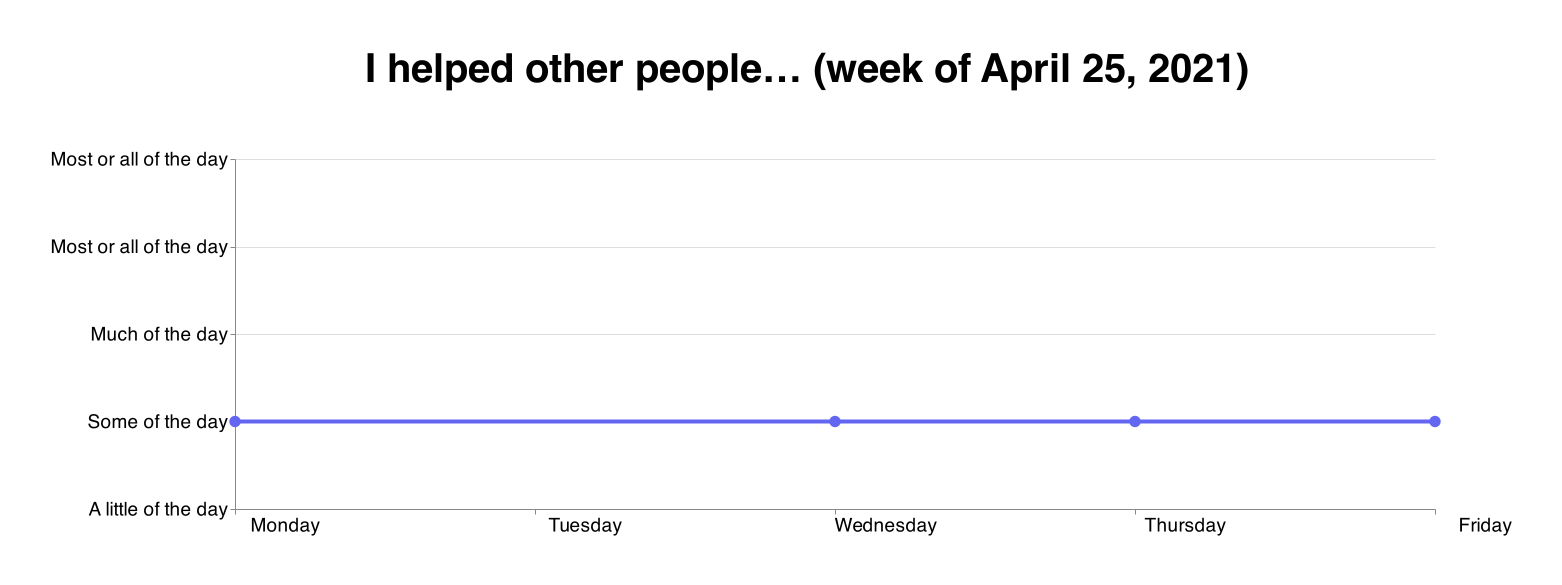 I helped other people… (week of April 25, 2021)
Most or all of the day
Most or all of the day
Much of the day
Some of the day
A little of the day
Monday Tuesday Wednesday Thursday Friday